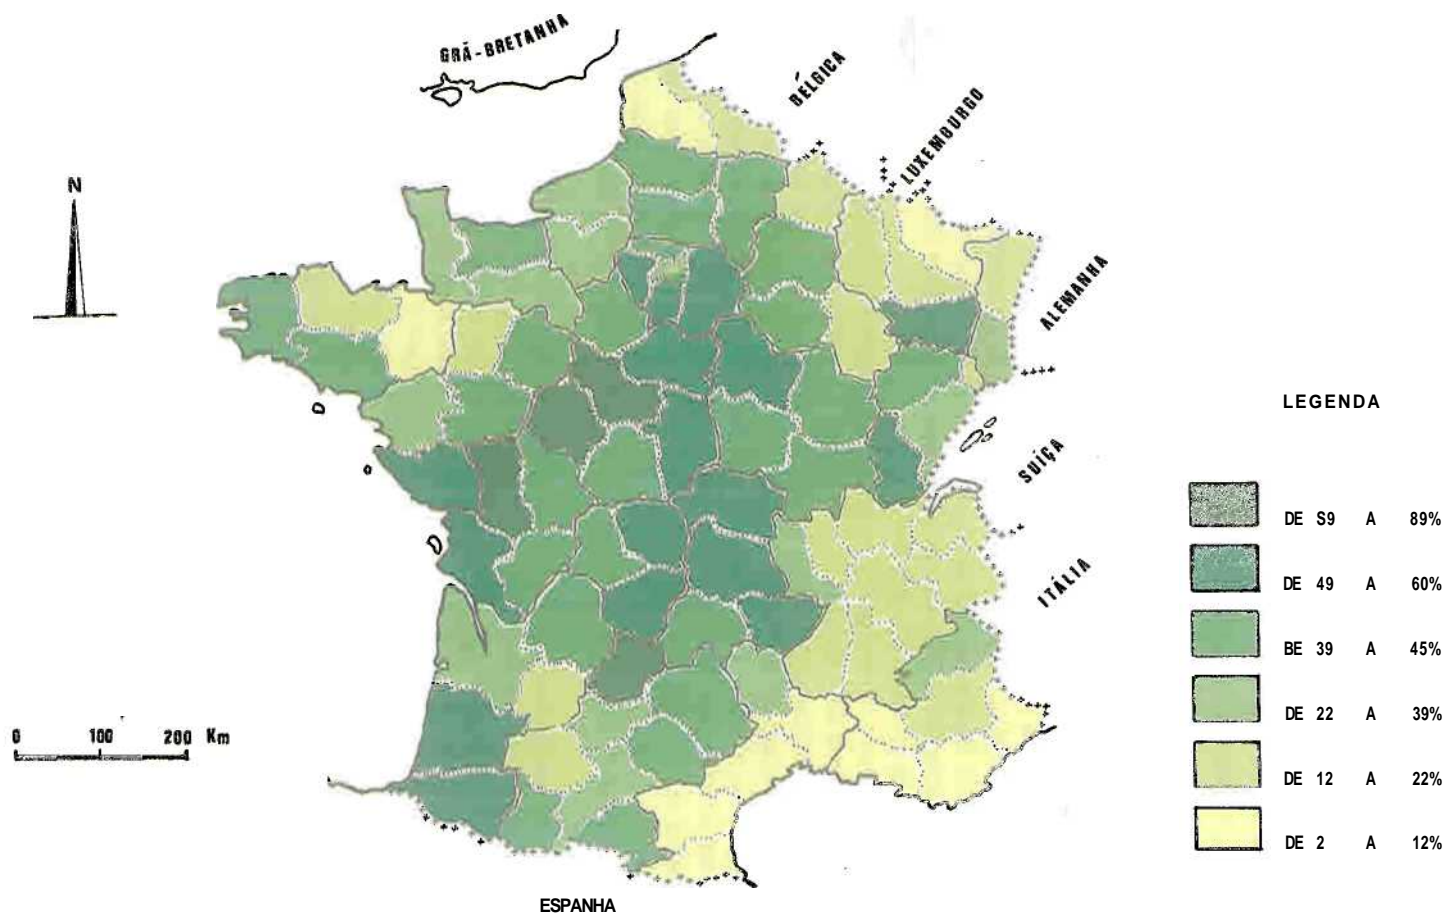 GRÃ-BRETANHA
BÉLGICA
LUXEMBURGO
N
ALEMANHA
LEGENDA
SUÍÇA
DE S9 A 89%
DE 49 A 60%
ITÁLIA
BE 39 A 45%
DE 22 A 39%
0 100 200 Km
DE 12 A 22%
DE 2 A 12%
ESPANHA